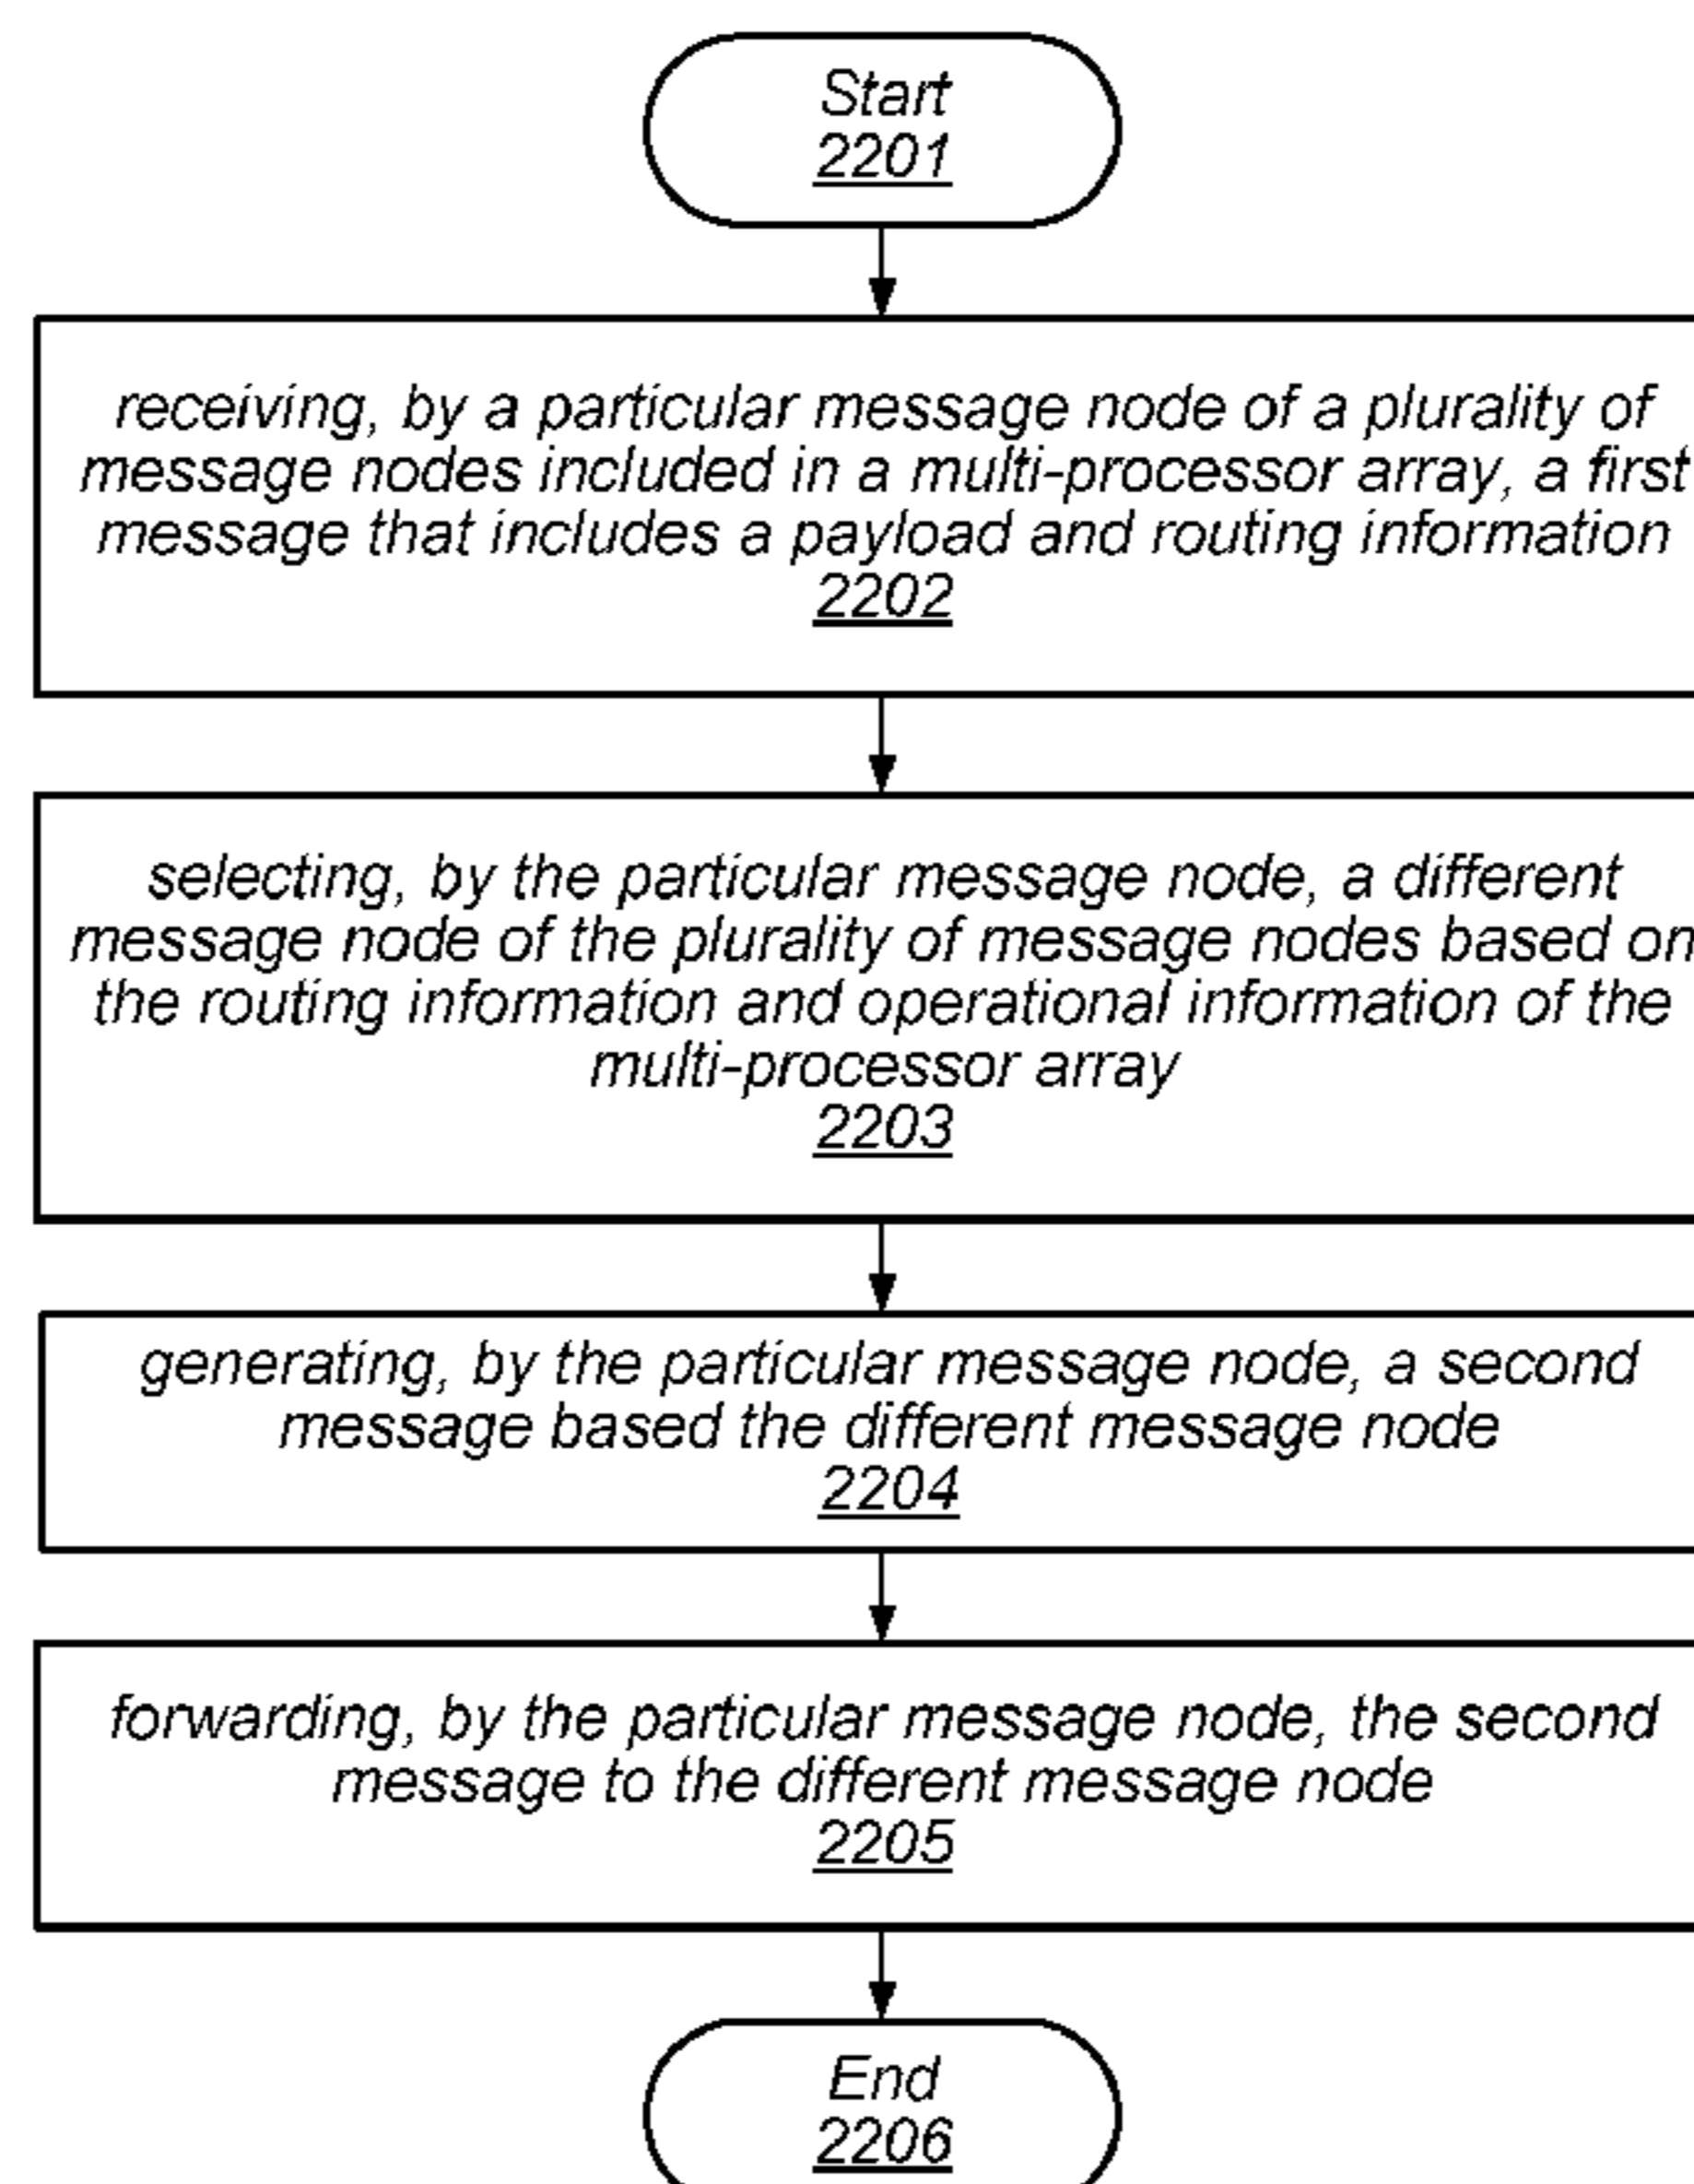 Start
2201
receiving, by a particular message node of a plurality of
message nodes included in a multi-processor array, a first
message that includes a payload and routing information
2202
selecting, by the particular message node, a different
message node of the plurality of message nodes based on
the routing information and operational information of the
multi-processor array
2203
generating, by the particular message node, a second
message based the different message node
2204
forwarding, by the particular message node, the second
message to the different message node
2205
End
2206